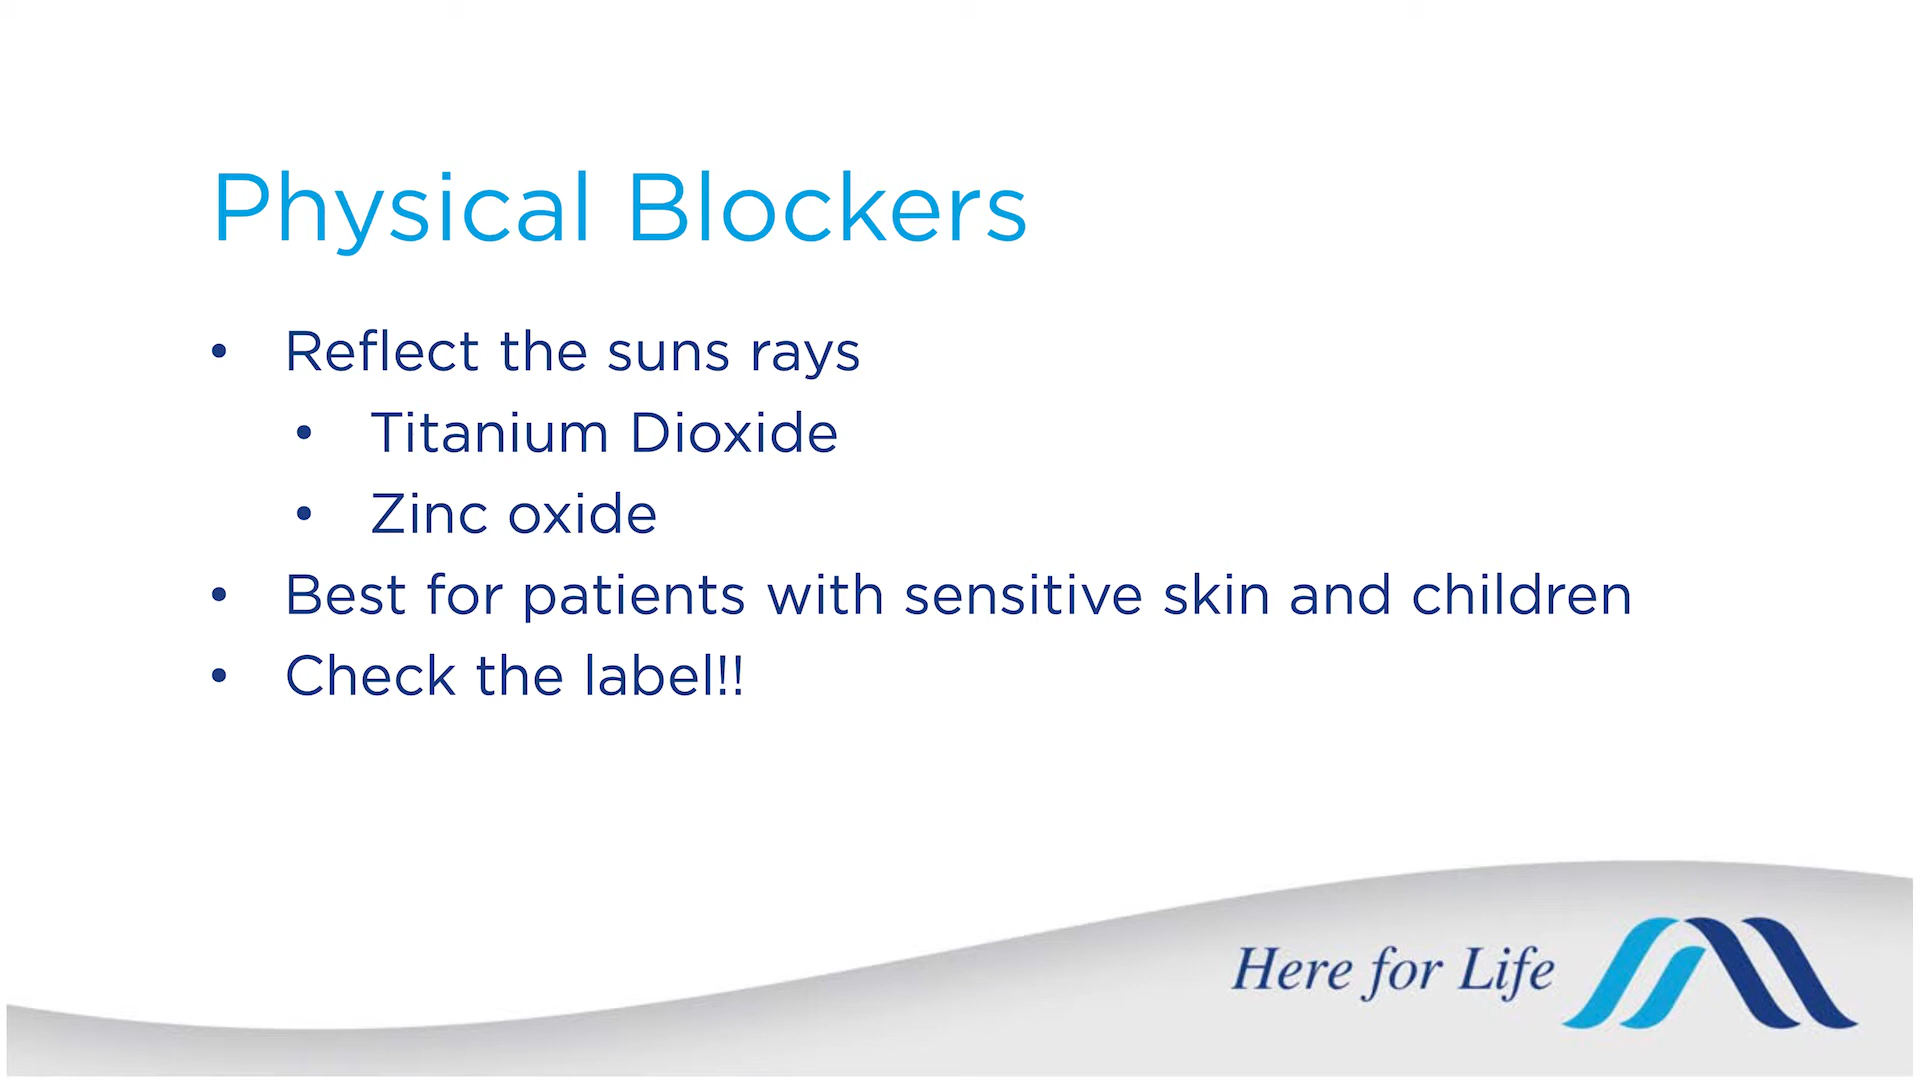 Physical Blockers
• Reflect the suns rays
• Titanium Dioxide
• Zinc oxide
• Best for patients with sensitive skin and children
• Check the label!!
Here for Life